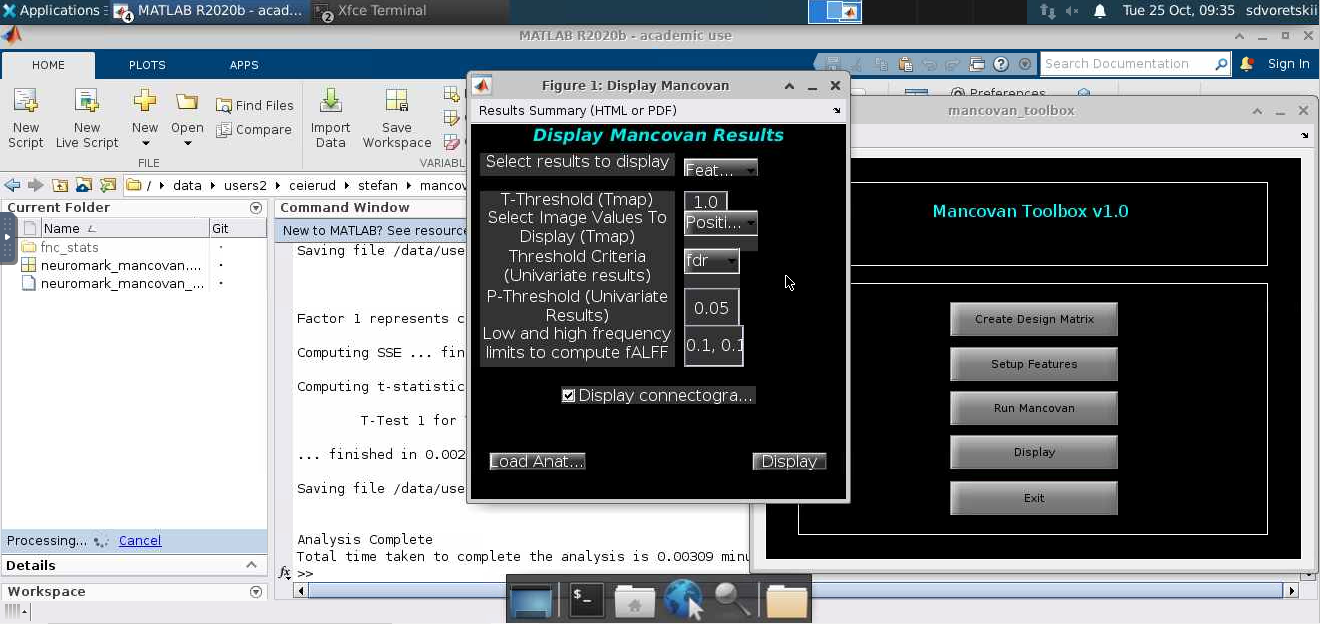 Applications
MATLAB R2020b - acad...
Xfce Terminal
Tue 25 Oct, 09:35
sdvoretskii
4
2
MATLAB R2020b - academic use
HOME
PLOTS
APPS
Search Documentation
Sign In
New Script
New Live Script
New
Open
Find Files
Compare
Import Data
Save Workspace
Preferences
FILE
VARIABL
/ data users2 ceierud stefan mancov
Current Folder
Name
Git
fnc_stats
neuromark_mancovan....
neuromark_mancovan_...
Processing...
Cancel
Details
Workspace
Command Window
New to MATLAB? See resource
Saving file /data/use
Factor 1 represents c
Computing SSE ... fin
Computing t-statistic
T-Test 1 for
... finished in 0.002
Saving file /data/use
Analysis Complete
Total time taken to complete the analysis is 0.00309 minu
fx >>
Figure 1: Display Mancovan
Results Summary (HTML or PDF)
Display Mancovan Results
Select results to display
Feat...
T-Threshold (Tmap)
1.0
Select Image Values To
Display (Tmap)
Positi...
Threshold Criteria
(Univariate results)
fdr
P-Threshold (Univariate
Results)
0.05
Low and high frequency
limits to compute fALFF
0.1, 0.1
Display connectogra...
Load Anat...
Display
mancovan_toolbox
Mancovan Toolbox v1.0
Create Design Matrix
Setup Features
Run Mancovan
Display
Exit
$_